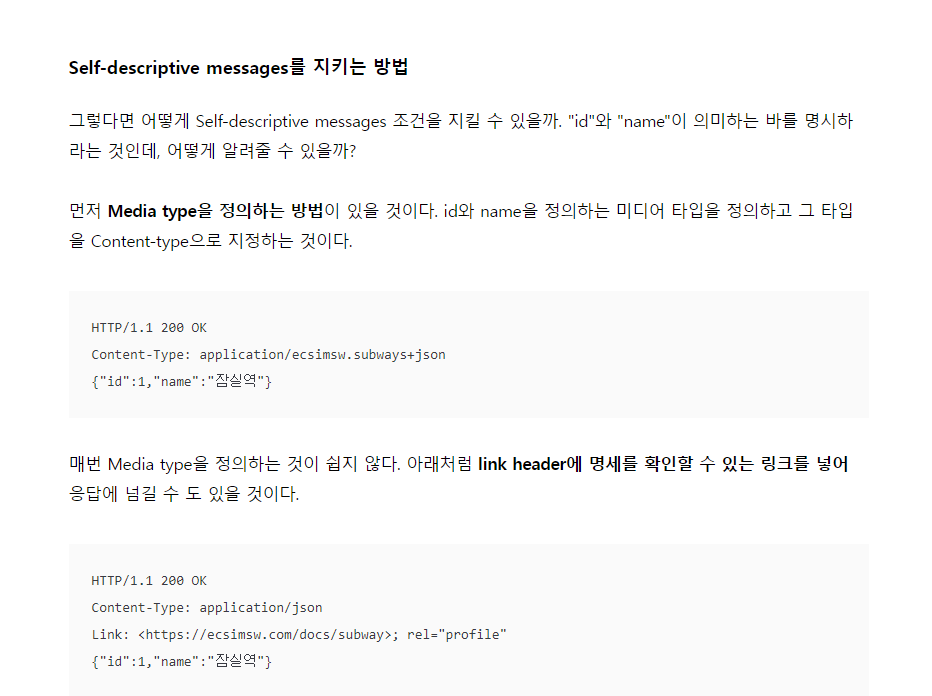 Self-descriptive messages를 지키는 방법
그렇다면 어떻게 Self-descriptive messages 조건을 지킬 수 있을까. "id"와 "name"이 의미하는 바를 명시하
라는 것인데, 어떻게 알려줄 수 있을까?
먼저 Media type을 정의하는 방법이 있을 것이다. id와 name을 정의하는 미디어 타입을 정의하고 그 타입
을 Content-type으로 지정하는 것이다.
HTTP/1.1 200 OK
Content-Type: application/ecsimsw.subways+json
{"id":1,"name":"잠실역"}
매번 Media type을 정의하는 것이 쉽지 않다. 아래처럼 link header에 명세를 확인할 수 있는 링크를 넣어
응답에 넘길 수 도 있을 것이다.
HTTP/1.1 200 OK
Content-Type: application/json
Link: <https://ecsimsw.com/docs/subway>; rel="profile"
{"id":1,"name":"잠실역"}